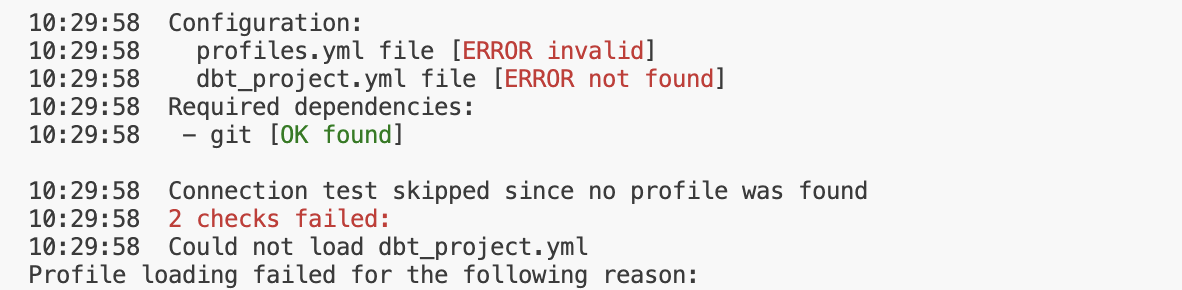 10:29:58  Configuration:
10:29:58    profiles.yml file [ERROR invalid]
10:29:58    dbt_project.yml file [ERROR not found]
10:29:58  Required dependencies:
10:29:58   - git [OK found]
10:29:58  Connection test skipped since no profile was found
10:29:58  2 checks failed:
10:29:58  Could not load dbt_project.yml
Profile loading failed for the following reason: